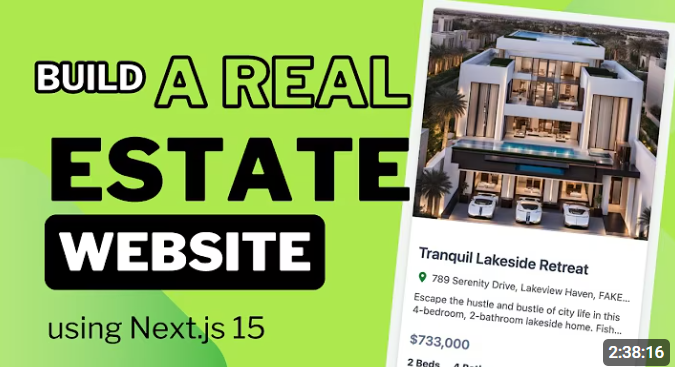 BUILD A REAL
ESTATE
WEBSITE
using Next.js 15
Tranquil Lakeside Retreat
789 Serenity Drive, Lakeview Haven, FAKE...
Escape the hustle and bustle of city life in this
4-bedroom, 2-bathroom lakeside home. Fish...
$733,000
2 Beds
2:38:16